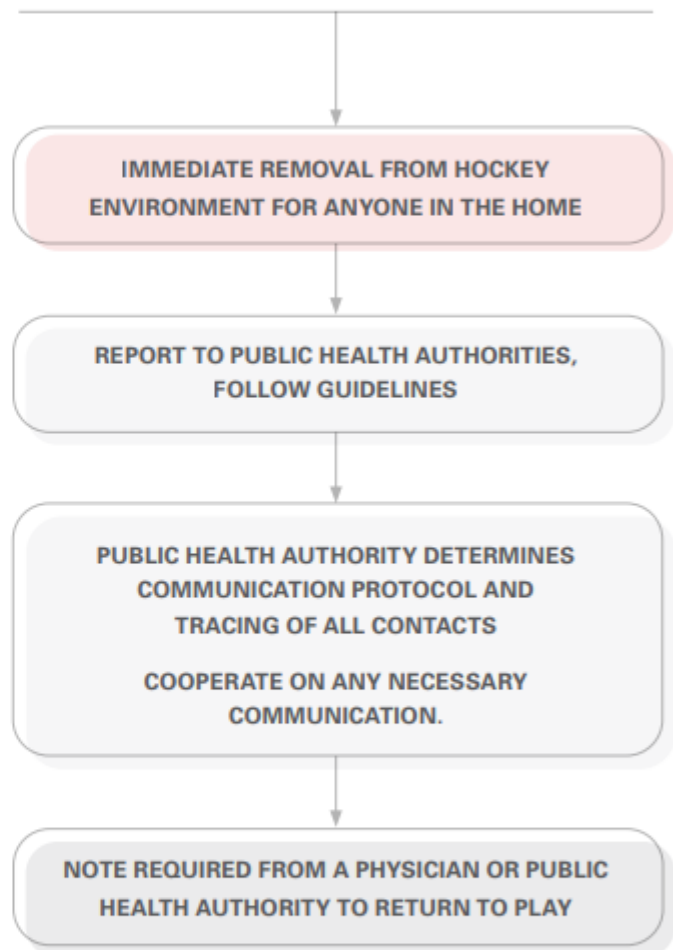 IMMEDIATE REMOVAL FROM HOCKEY
ENVIRONMENT FOR ANYONE IN THE HOME
REPORT TO PUBLIC HEALTH AUTHORITIES,
FOLLOW GUIDELINES
PUBLIC HEALTH AUTHORITY DETERMINES
COMMUNICATION PROTOCOL AND
TRACING OF ALL CONTACTS
COOPERATE ON ANY NECESSARY
COMMUNICATION.
NOTE REQUIRED FROM A PHYSICIAN OR PUBLIC
HEALTH AUTHORITY TO RETURN TO PLAY